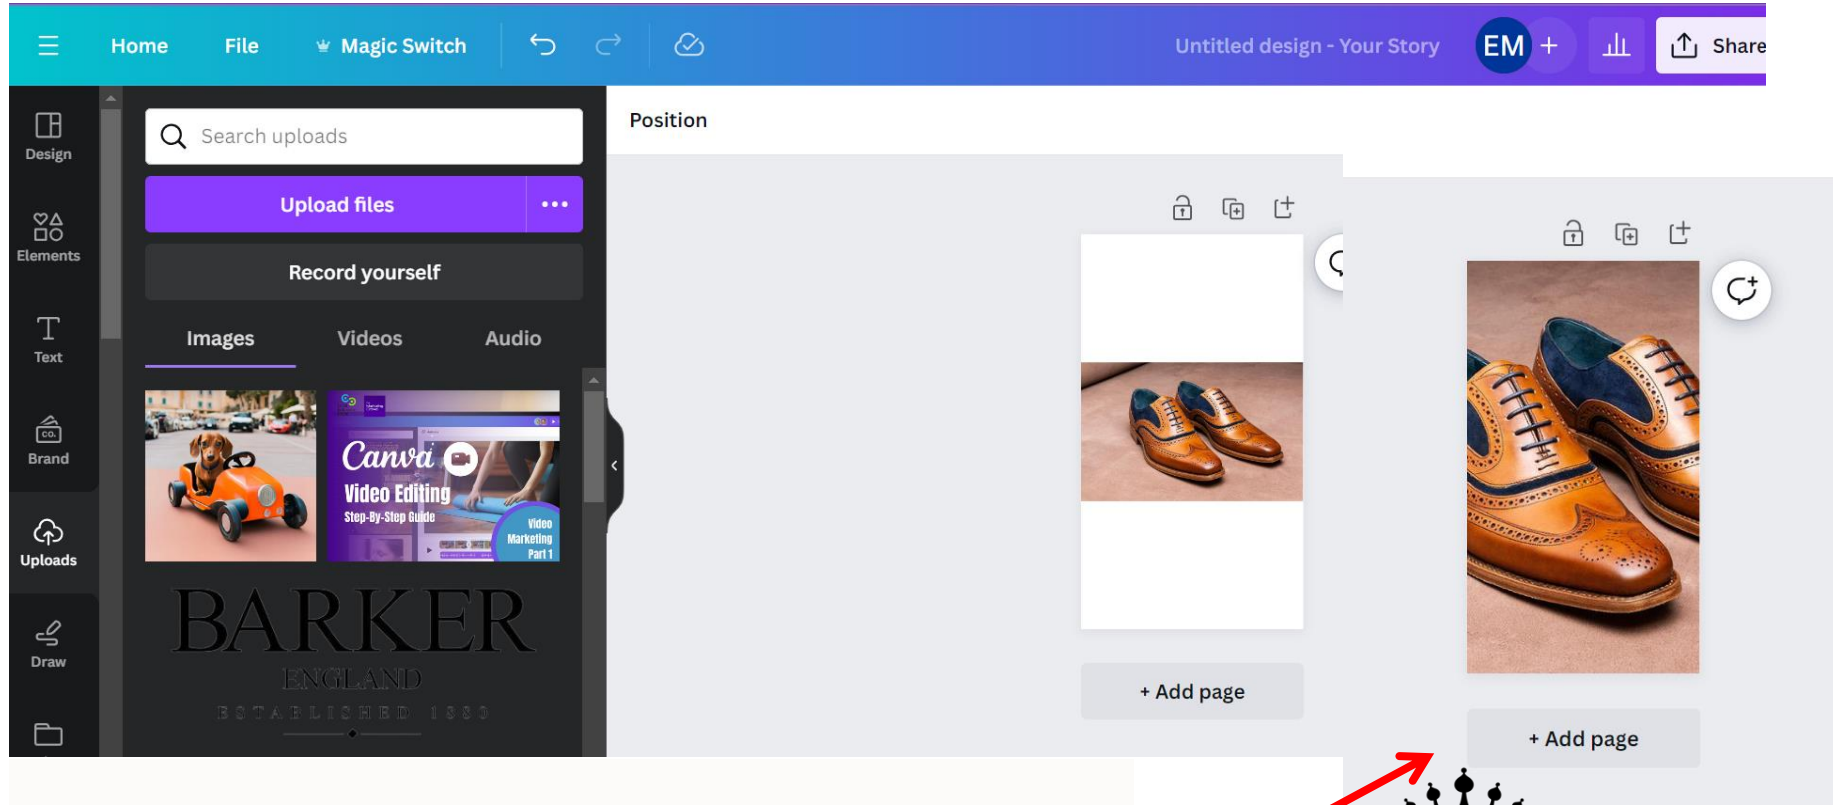 Home File Magic Switch Untitled design - Your Story EM + Share
Design
Elements
Text
Brand
CO.
Uploads
Draw
Search uploads
Upload files
Record yourself
Images Videos Audio
Canva
Video Editing
Step-By-Step Guide
Video
Marketing
Part 1
BARKER
ENGLAND
ESTABLISHED 1880
Position
+ Add page
+ Add page